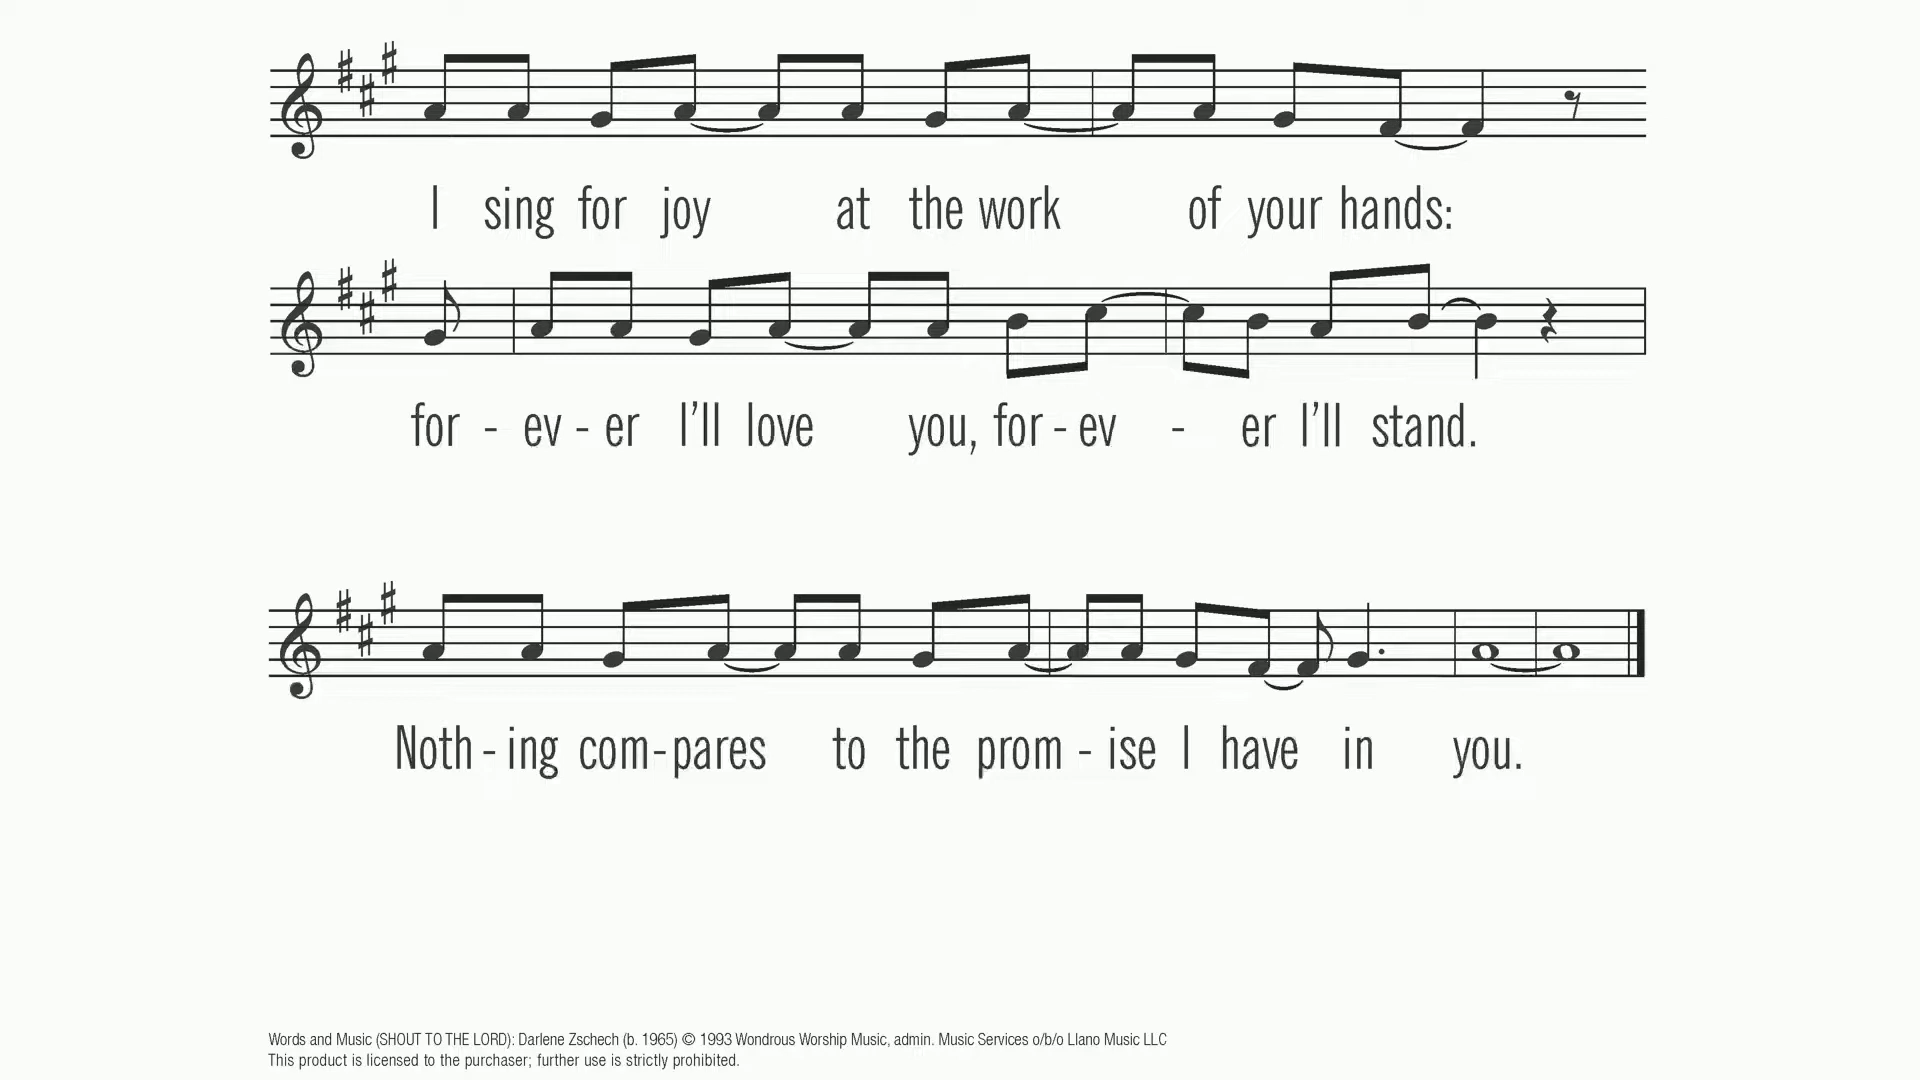 I sing for joy at the work of your hands:
for - ev - er I’ll love you, for - ev - er I’ll stand.
Noth - ing com - pares to the prom - ise I have in you.
Words and Music (SHOUT TO THE LORD): Darlene Zschech (b. 1965) © 1993 Wondrous Worship Music, admin. Music Services o/b/o Llano Music LLC
This product is licensed to the purchaser; further use is strictly prohibited.